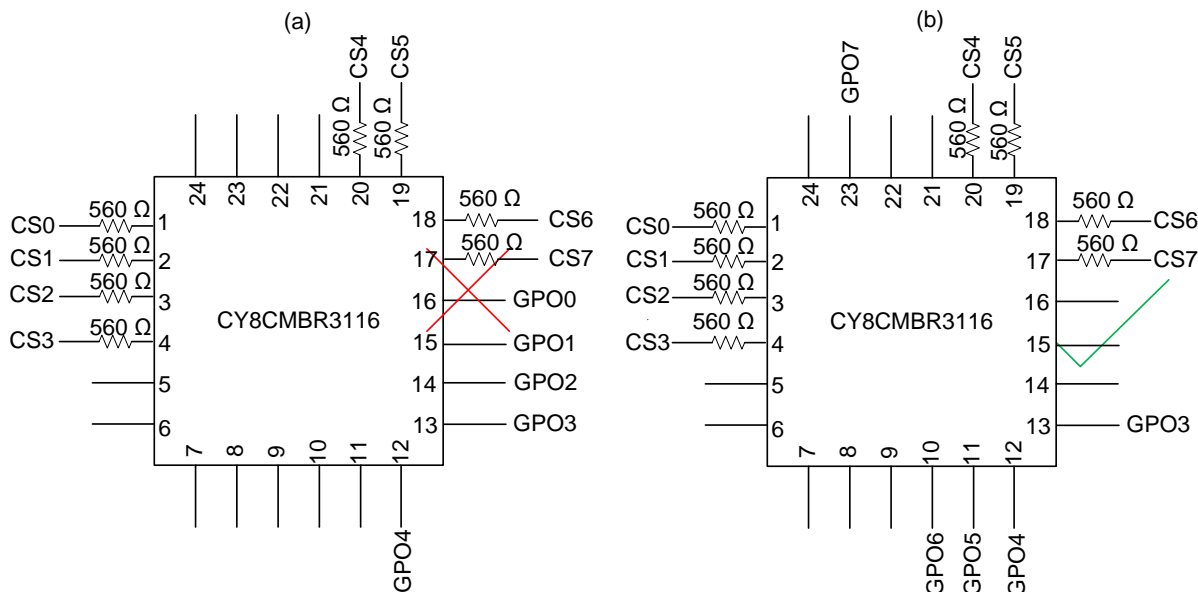 (a)
CS4
CS5
560 Ω
560 Ω
24
23
22
21
20
19
CS0
560 Ω
1
CS1
560 Ω
2
CS2
560 Ω
3
CS3
560 Ω
4
5
6
CY8CMBR3116
18
560 Ω
CS6
17
560 Ω
CS7
16
GPO0
15
GPO1
14
GPO2
13
GPO3
7
8
9
10
11
12
GPO4
(b)
GPO7
CS4
CS5
560 Ω
560 Ω
24
23
22
21
20
19
CS0
560 Ω
1
CS1
560 Ω
2
CS2
560 Ω
3
CS3
560 Ω
4
5
6
CY8CMBR3116
18
560 Ω
CS6
17
560 Ω
CS7
16
15
14
13
GPO3
7
8
9
10
11
12
GPO6
GPO5
GPO4